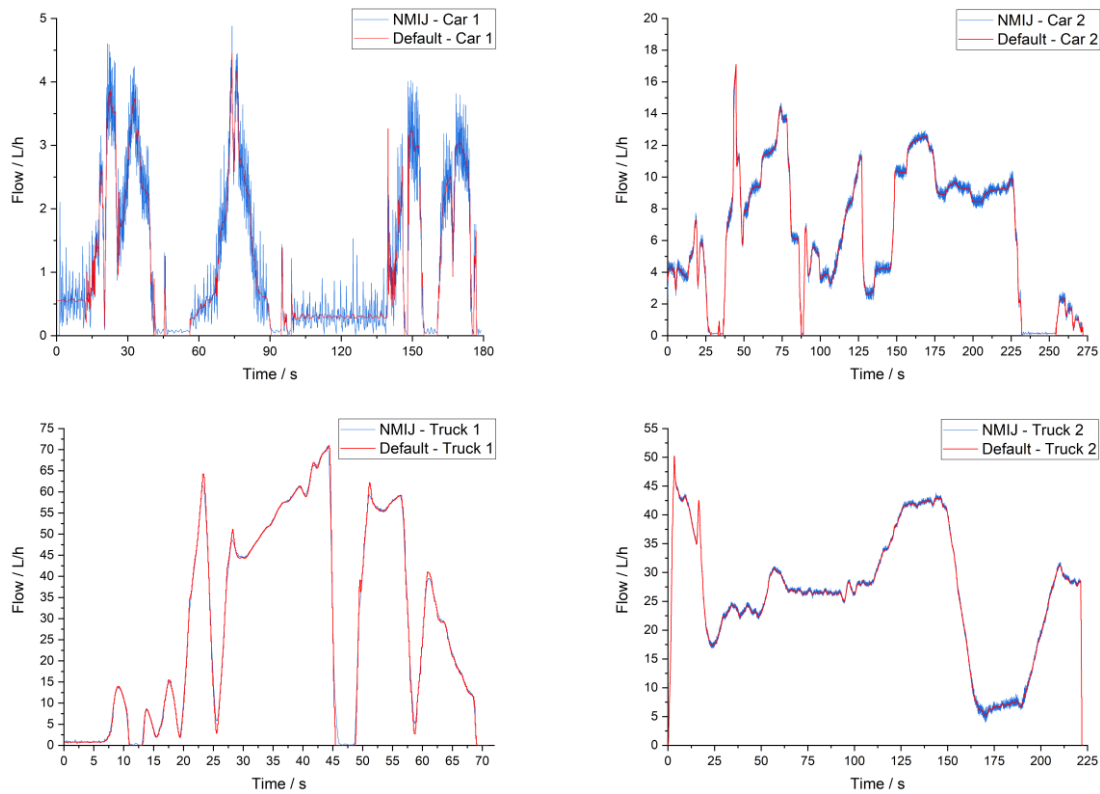 NMIJ - Car 1
Default - Car 1
5
4
3
2
1
0
Flow / L/h
0 30 60 90 120 150 180
Time / s
NMIJ - Car 2
Default - Car 2
20
18
16
14
12
10
8
6
4
2
0
Flow / L/h
0 25 50 75 100 125 150 175 200 225 250 275
Time / s
NMIJ - Truck 1
Default - Truck 1
75
70
65
60
55
50
45
40
35
30
25
20
15
10
5
0
Flow / L/h
0 5 10 15 20 25 30 35 40 45 50 55 60 65 70
Time / s
NMIJ - Truck 2
Default - Truck 2
55
50
45
40
35
30
25
20
15
10
5
0
Flow / L/h
0 25 50 75 100 125 150 175 200 225
Time / s